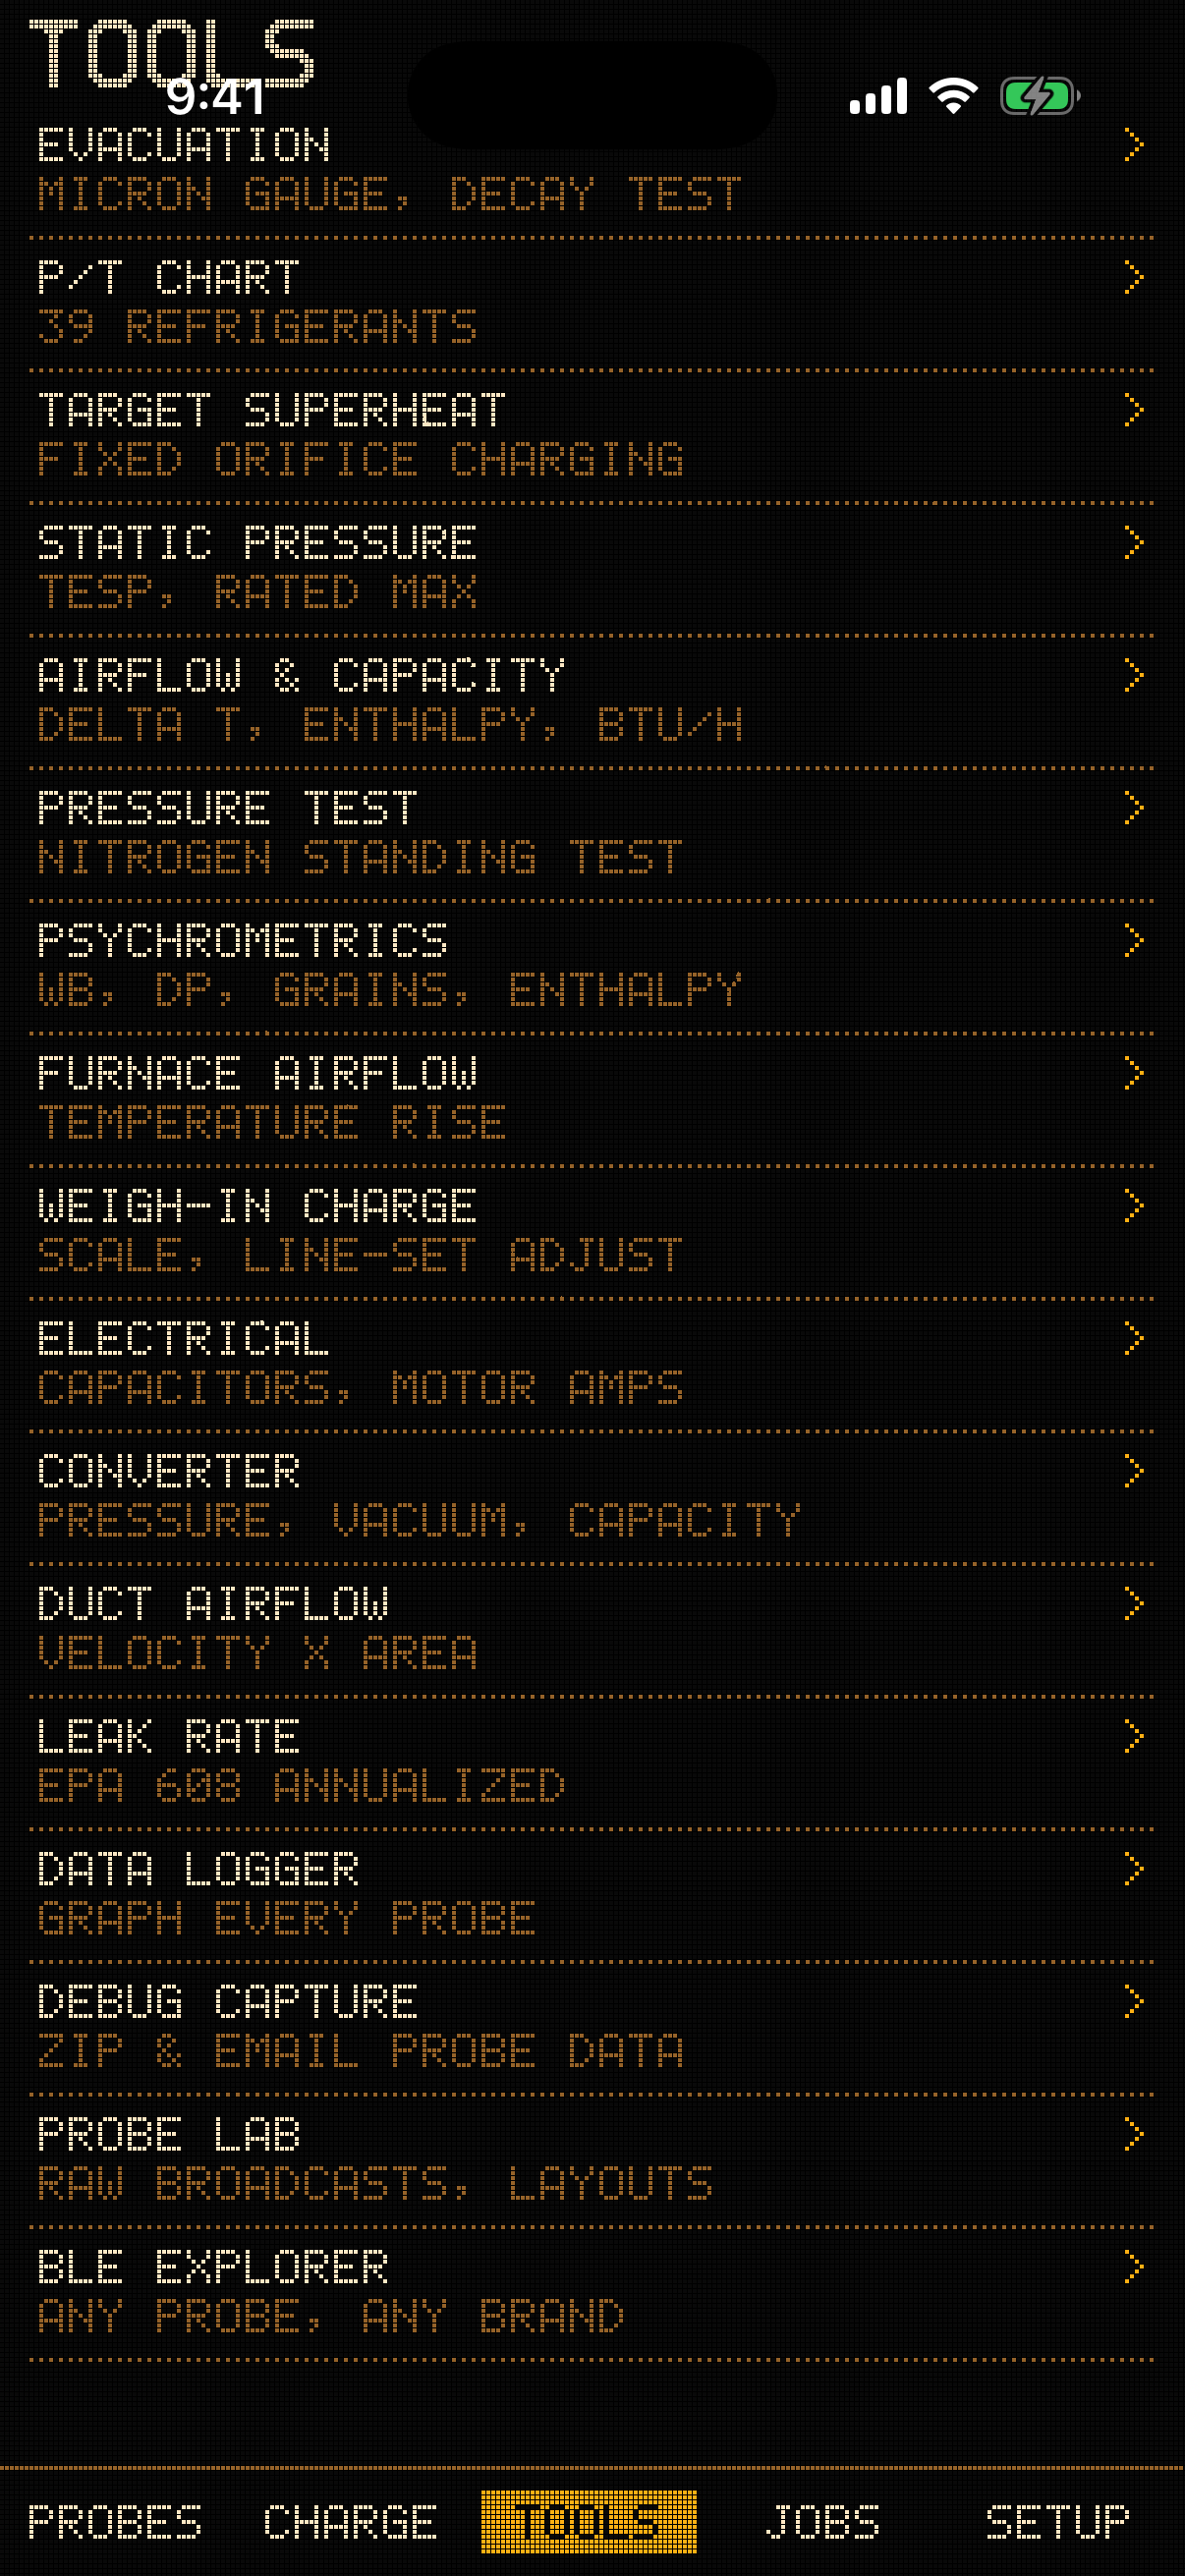 TOOLS
9:41
EVACUATION >
MICRON GAUGE, DECAY TEST
P/T CHART >
39 REFRIGERANTS
TARGET SUPERHEAT >
FIXED ORIFICE CHARGING
STATIC PRESSURE >
TESP, RATED MAX
AIRFLOW & CAPACITY >
DELTA T, ENTHALPY, BTU/H
PRESSURE TEST >
NITROGEN STANDING TEST
PSYCHROMETRICS >
WB, DP, GRAINS, ENTHALPY
FURNACE AIRFLOW >
TEMPERATURE RISE
WEIGH-IN CHARGE >
SCALE, LINE-SET ADJUST
ELECTRICAL >
CAPACITORS, MOTOR AMPS
CONVERTER >
PRESSURE, VACUUM, CAPACITY
DUCT AIRFLOW >
VELOCITY X AREA
LEAK RATE >
EPA 608 ANNUALIZED
DATA LOGGER >
GRAPH EVERY PROBE
DEBUG CAPTURE >
ZIP & EMAIL PROBE DATA
PROBE LAB >
RAW BROADCASTS, LAYOUTS
BLE EXPLORER >
ANY PROBE, ANY BRAND
PROBES CHARGE TOOLS JOBS SETUP